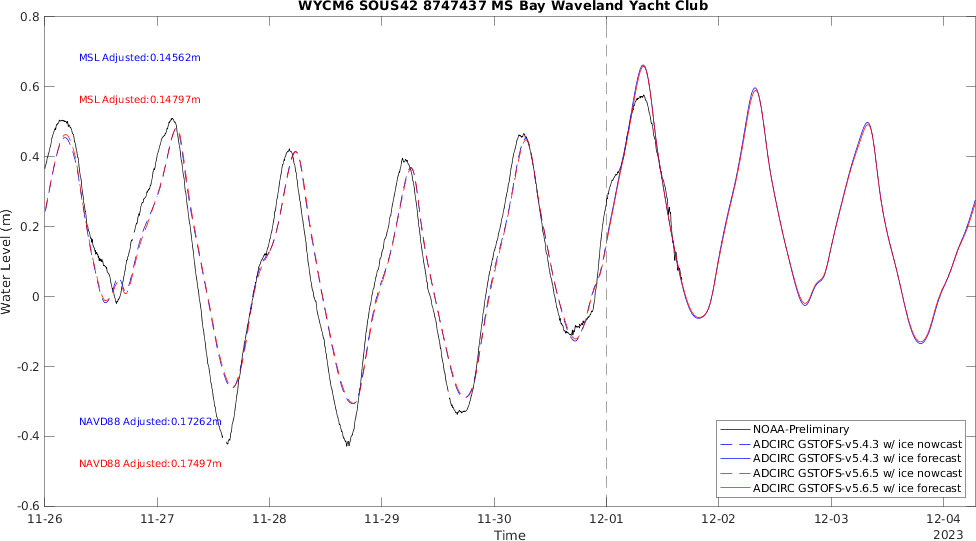 WYCM6 SOUS42 8747437 MS Bay Waveland Yacht Club
0.8
0.6
0.4
0.2
0
-0.2
-0.4
-0.6
Water Level (m)
MSL Adjusted:0.14562m
MSL Adjusted:0.14797m
NAVD88 Adjusted:0.17262m
NAVD88 Adjusted:0.17497m
NOAA-Preliminary
ADCIRC GSTOFS-v5.4.3 w/ ice nowcast
ADCIRC GSTOFS-v5.4.3 w/ ice forecast
ADCIRC GSTOFS-v5.6.5 w/ ice nowcast
ADCIRC GSTOFS-v5.6.5 w/ ice forecast
11-26 11-27 11-28 11-29 11-30 12-01 12-02 12-03 12-04
Time 2023